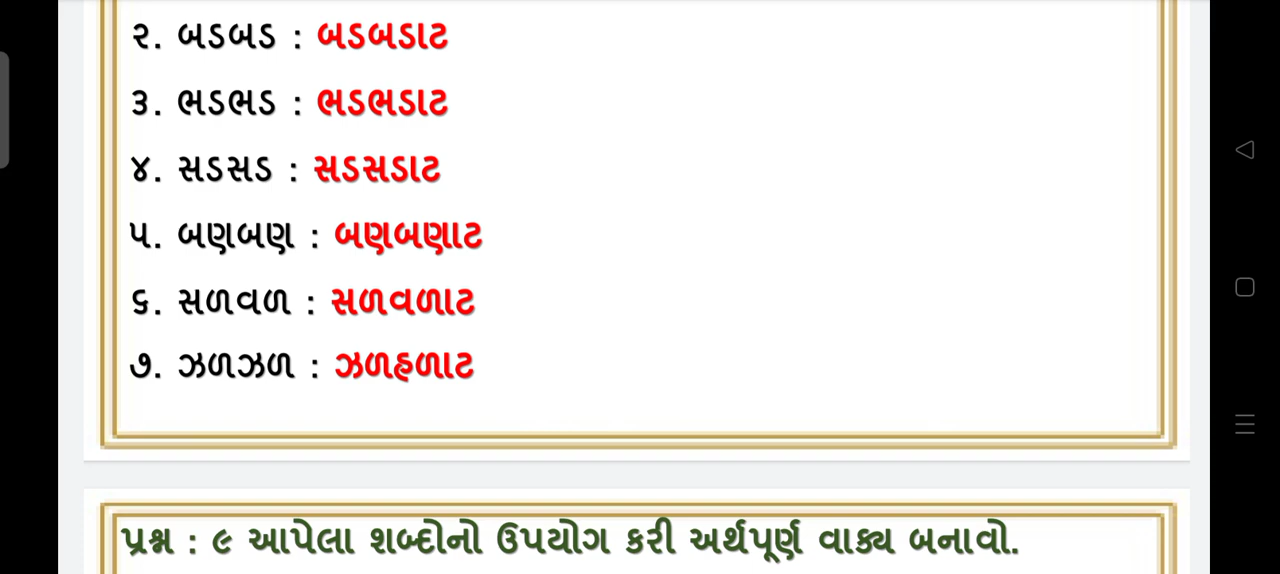 ૨. બડબડ : બડબડાટ
૩. ભડભડ : ભડભડાટ
૪. સડસડ : સડસડાટ
૫. બણબણ : બણબણાટ
૬. સળવળ : સળવળાટ
૭. ઝળઝળ : ઝળહળાટ
પ્રશ્ન : ૯ આપેલા શબ્દોનો ઉપયોગ કરી અર્થપૂર્ણ વાક્ય બનાવો.